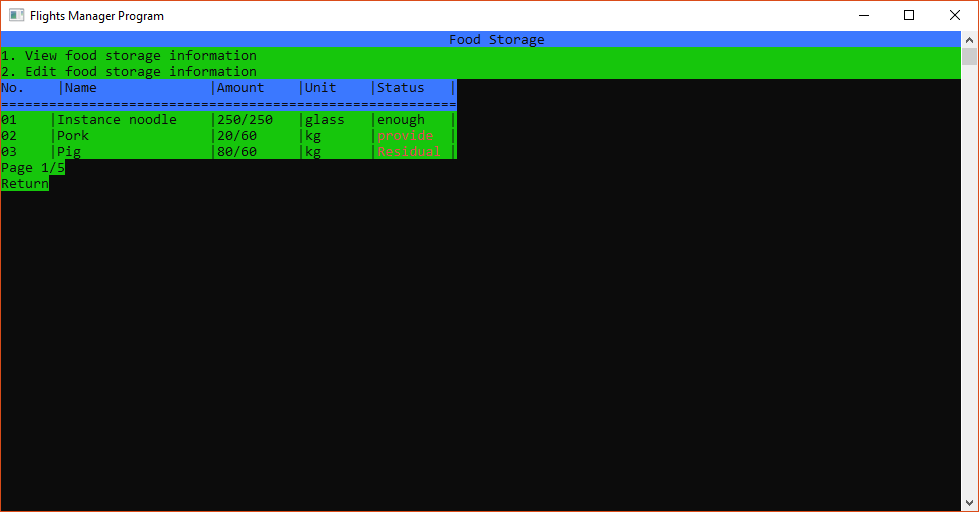 Flights Manager Program
Food Storage
1. View food storage information
2. Edit food storage information
No.    |Name              |Amount    |Unit    |Status   |
=========================================================
01    |Instance noodle    |250/250   |glass   |enough   |
02    |Pork               |20/60     |kg      |provide  |
03    |Pig                |80/60     |kg      |Residual |
Page 1/5
Return